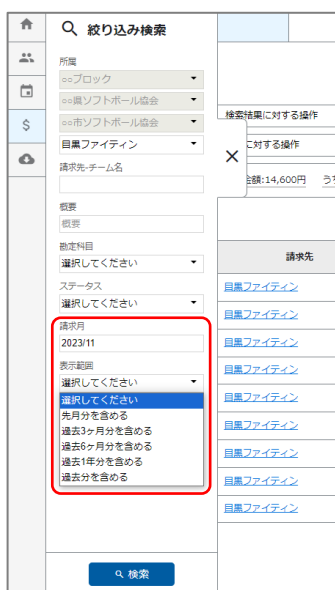 絞り込み検索
所属
○○ブロック
○○県ソフトボール協会
○○市ソフトボール協会
目黒ファイティン
請求先-チーム名
概要
概要
勘定科目
選択してください
ステータス
選択してください
請求月
2023/11
表示範囲
選択してください
選択してください
先月分を含める
過去3ヶ月分を含める
過去6ヶ月分を含める
過去1年分を含める
過去分を含める
検索
検索結果に対する操作
に対する操作
金額:14,600円 うち
請求先
目黒ファイティン
目黒ファイティン
目黒ファイティン
目黒ファイティン
目黒ファイティン
目黒ファイティン
目黒ファイティン
目黒ファイティン
目黒ファイティン